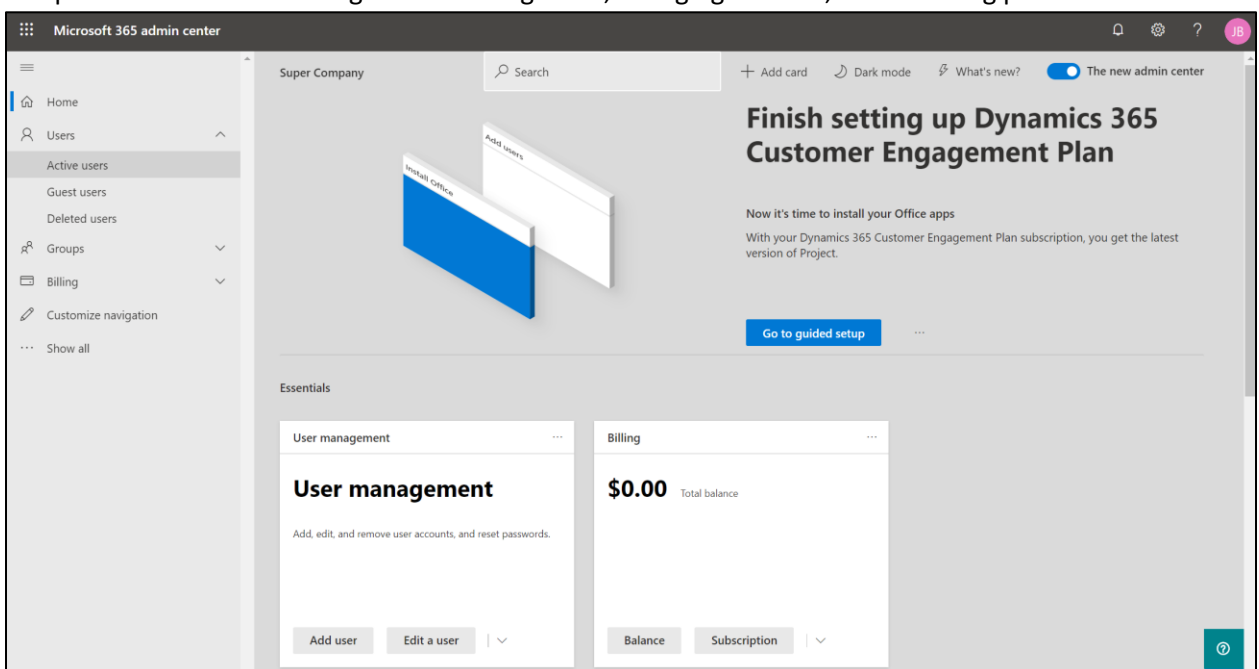 Microsoft 365 admin center
?
JB
Super Company
Search
Add card
Dark mode
What's new?
The new admin center
Home
Users
Active users
Guest users
Deleted users
Groups
Billing
Customize navigation
Show all
Add users
Install Office
Finish setting up Dynamics 365
Customer Engagement Plan
Now it's time to install your Office apps
With your Dynamics 365 Customer Engagement Plan subscription, you get the latest
version of Project.
Go to guided setup
Essentials
User management
User management
Add, edit, and remove user accounts, and reset passwords.
Add user
Edit a user
Billing
$0.00 Total balance
Balance
Subscription